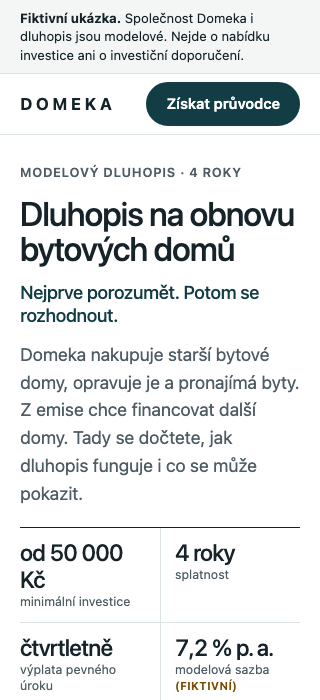 Fiktivní ukázka. Společnost Domeka i
dluhopis jsou modelové. Nejde o nabídku
investice ani o investiční doporučení.
DOMEKA
Získat průvodce
MODELOVÝ DLUHOPIS · 4 ROKY
Dluhopis na obnovu
bytových domů
Nejprve porozumět. Potom se
rozhodnout.
Domeka nakupuje starší bytové
domy, opravuje je a pronajímá byty.
Z emise chce financovat další
domy. Tady se dočtete, jak
dluhopis funguje i co se může
pokazit.
od 50 000
Kč
minimální investice
4 roky
splatnost
čtvrtletně
výplata pevného
úroku
7,2 % p. a.
modelová sazba
(FIKTIVNÍ)